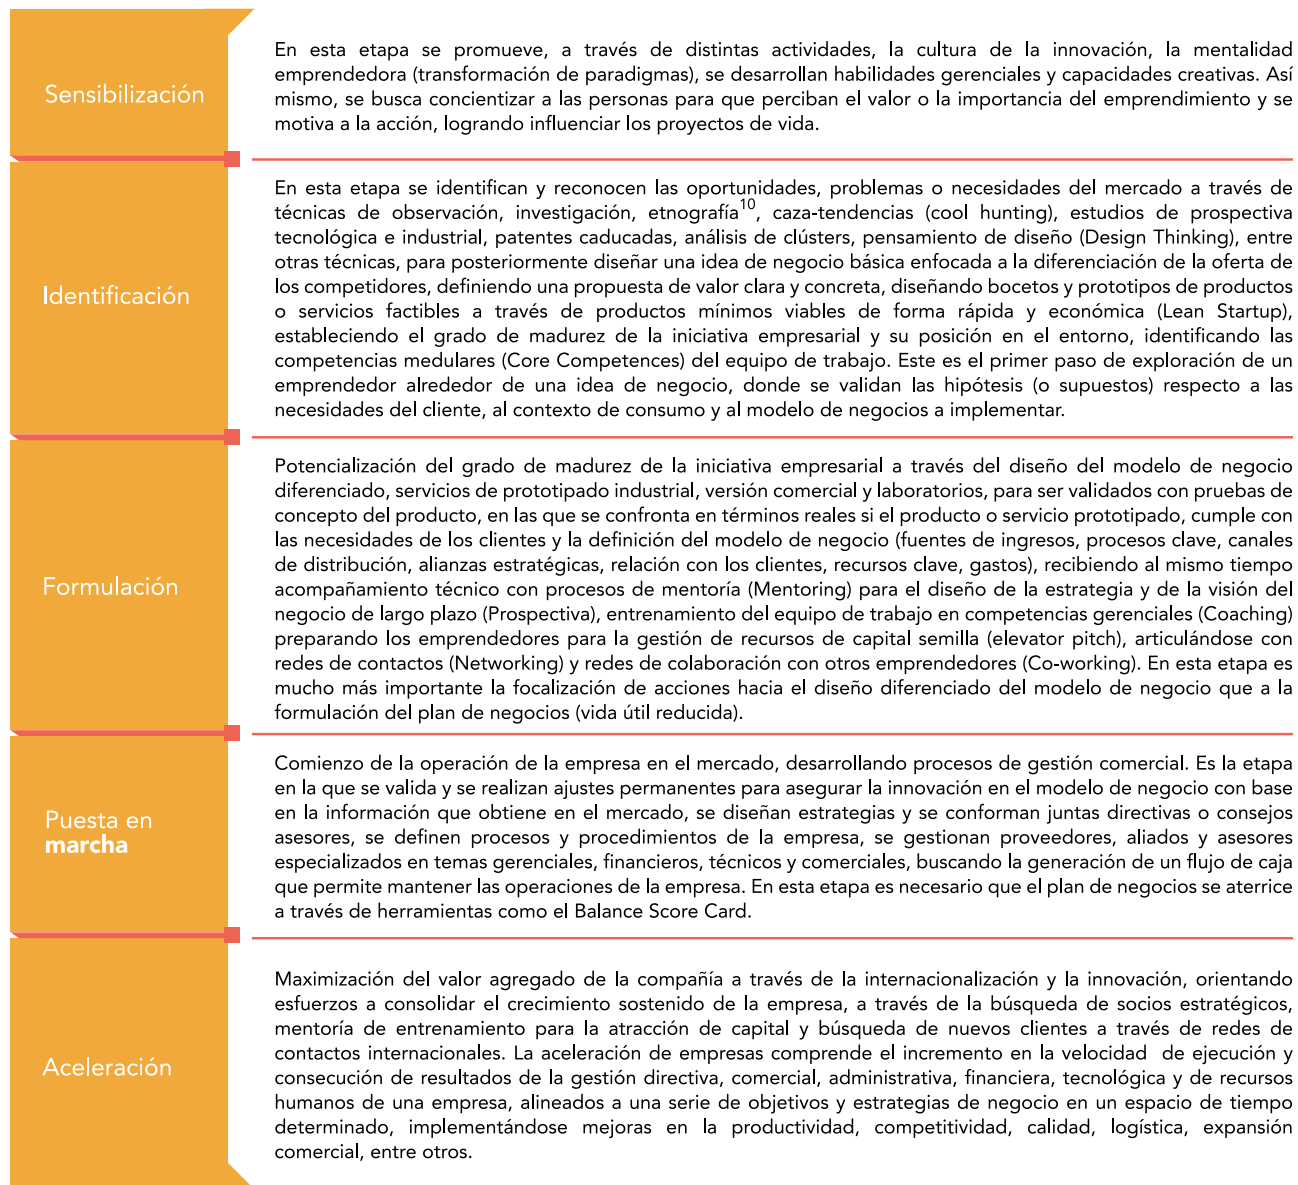 Sensibilización
En esta etapa se promueve, a través de distintas actividades, la cultura de la innovación, la mentalidad
emprendedora (transformación de paradigmas), se desarrollan habilidades gerenciales y capacidades creativas. Así
mismo, se busca concientizar a las personas para que perciban el valor o la importancia del emprendimiento y se
motiva a la acción, logrando influenciar los proyectos de vida.
Identificación
En esta etapa se identifican y reconocen las oportunidades, problemas o necesidades del mercado a través de
técnicas de observación, investigación, etnografía10, caza-tendencias (cool hunting), estudios de prospectiva
tecnológica e industrial, patentes caducadas, análisis de clústers, pensamiento de diseño (Design Thinking), entre
otras técnicas, para posteriormente diseñar una idea de negocio básica enfocada a la diferenciación de la oferta de
los competidores, definiendo una propuesta de valor clara y concreta, diseñando bocetos y prototipos de productos
o servicios factibles a través de productos mínimos viables de forma rápida y económica (Lean Startup),
estableciendo el grado de madurez de la iniciativa empresarial y su posición en el entorno, identificando las
competencias medulares (Core Competences) del equipo de trabajo. Este es el primer paso de exploración de un
emprendedor alrededor de una idea de negocio, donde se validan las hipótesis (o supuestos) respecto a las
necesidades del cliente, al contexto de consumo y al modelo de negocios a implementar.
Formulación
Potencialización del grado de madurez de la iniciativa empresarial a través del diseño del modelo de negocio
diferenciado, servicios de prototipado industrial, versión comercial y laboratorios, para ser validados con pruebas de
concepto del producto, en las que se confronta en términos reales si el producto o servicio prototipado, cumple con
las necesidades de los clientes y la definición del modelo de negocio (fuentes de ingresos, procesos clave, canales
de distribución, alianzas estratégicas, relación con los clientes, recursos clave, gastos), recibiendo al mismo tiempo
acompañamiento técnico con procesos de mentoría (Mentoring) para el diseño de la estrategia y de la visión del
negocio de largo plazo (Prospectiva), entrenamiento del equipo de trabajo en competencias gerenciales (Coaching)
preparando los emprendedores para la gestión de recursos de capital semilla (elevator pitch), articulándose con
redes de contactos (Networking) y redes de colaboración con otros emprendedores (Co-working). En esta etapa es
mucho más importante la focalización de acciones hacia el diseño diferenciado del modelo de negocio que a la
formulación del plan de negocios (vida útil reducida).
Puesta en
marcha
Comienzo de la operación de la empresa en el mercado, desarrollando procesos de gestión comercial. Es la etapa
en la que se valida y se realizan ajustes permanentes para asegurar la innovación en el modelo de negocio con base
en la información que obtiene en el mercado, se diseñan estrategias y se conforman juntas directivas o consejos
asesores, se definen procesos y procedimientos de la empresa, se gestionan proveedores, aliados y asesores
especializados en temas gerenciales, financieros, técnicos y comerciales, buscando la generación de un flujo de caja
que permite mantener las operaciones de la empresa. En esta etapa es necesario que el plan de negocios se aterrice
a través de herramientas como el Balance Score Card.
Aceleración
Maximización del valor agregado de la compañía a través de la internacionalización y la innovación, orientando
esfuerzos a consolidar el crecimiento sostenido de la empresa, a través de la búsqueda de socios estratégicos,
mentoría de entrenamiento para la atracción de capital y búsqueda de nuevos clientes a través de redes de
contactos internacionales. La aceleración de empresas comprende el incremento en la velocidad de ejecución y
consecución de resultados de la gestión directiva, comercial, administrativa, financiera, tecnológica y de recursos
humanos de una empresa, alineados a una serie de objetivos y estrategias de negocio en un espacio de tiempo
determinado, implementándose mejoras en la productividad, competitividad, calidad, logística, expansión
comercial, entre otros.